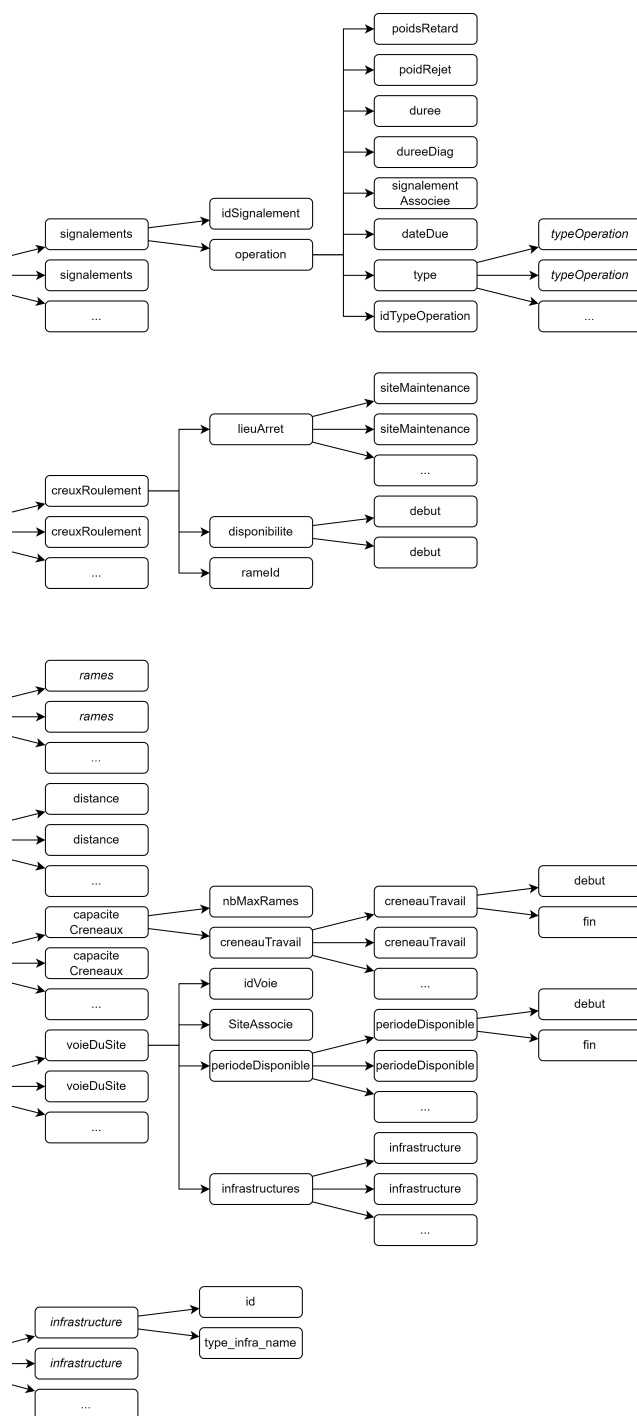 poidsRetard
poidRejet
duree
dureeDiag
signalement
Associee
dateDue
type
idTypeOperation
idSignalement
operation
signalements
signalements
...
typeOperation
typeOperation
...
siteMaintenance
siteMaintenance
...
lieuArret
creuxRoulement
creuxRoulement
...
disponibilite
rameId
debut
debut
rames
rames
...
distance
distance
...
capacite
Creneaux
capacite
Creneaux
...
nbMaxRames
creneauTravail
creneauTravail
creneauTravail
...
debut
fin
voieDuSite
voieDuSite
...
idVoie
SiteAssocie
periodeDisponible
periodeDisponible
periodeDisponible
...
debut
fin
infrastructures
infrastructure
infrastructure
...
infrastructure
infrastructure
...
id
type_infra_name